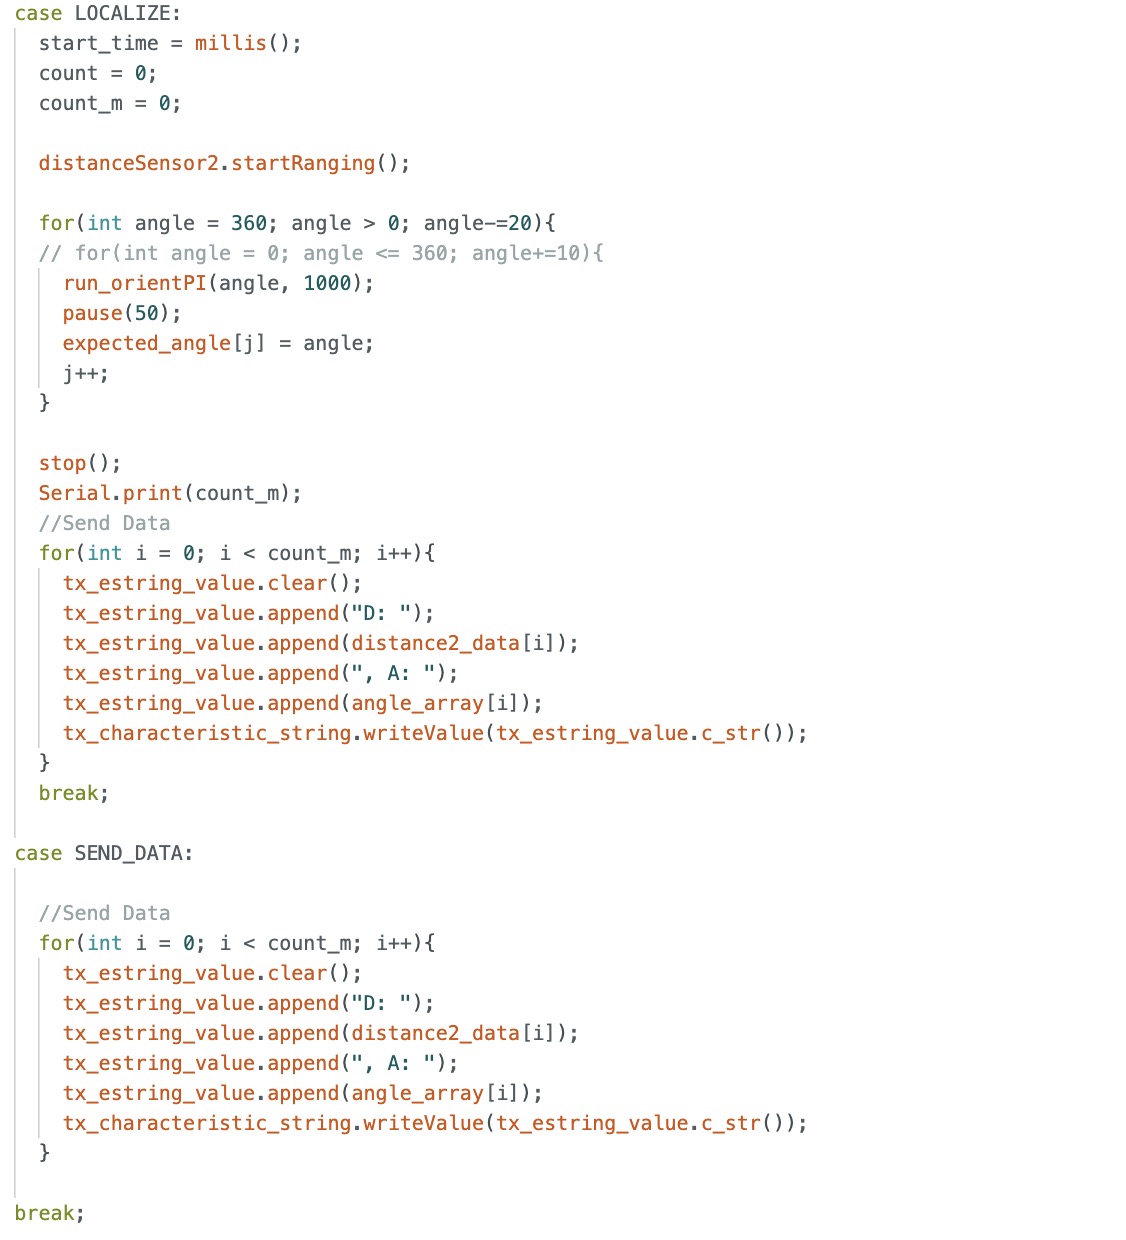 case LOCALIZE:
  start_time = millis();
  count = 0;
  count_m = 0;

  distanceSensor2.startRanging();

  for(int angle = 360; angle > 0; angle-=20){
  // for(int angle = 0; angle <= 360; angle+=10){
    run_orientPI(angle, 1000);
    pause(50);
    expected_angle[j] = angle;
    j++;
  }

  stop();
  Serial.print(count_m);
  //Send Data
  for(int i = 0; i < count_m; i++){
    tx_estring_value.clear();
    tx_estring_value.append("D: ");
    tx_estring_value.append(distance2_data[i]);
    tx_estring_value.append(", A: ");
    tx_estring_value.append(angle_array[i]);
    tx_characteristic_string.writeValue(tx_estring_value.c_str());
  }
  break;

case SEND_DATA:

  //Send Data
  for(int i = 0; i < count_m; i++){
    tx_estring_value.clear();
    tx_estring_value.append("D: ");
    tx_estring_value.append(distance2_data[i]);
    tx_estring_value.append(", A: ");
    tx_estring_value.append(angle_array[i]);
    tx_characteristic_string.writeValue(tx_estring_value.c_str());
  }

break;